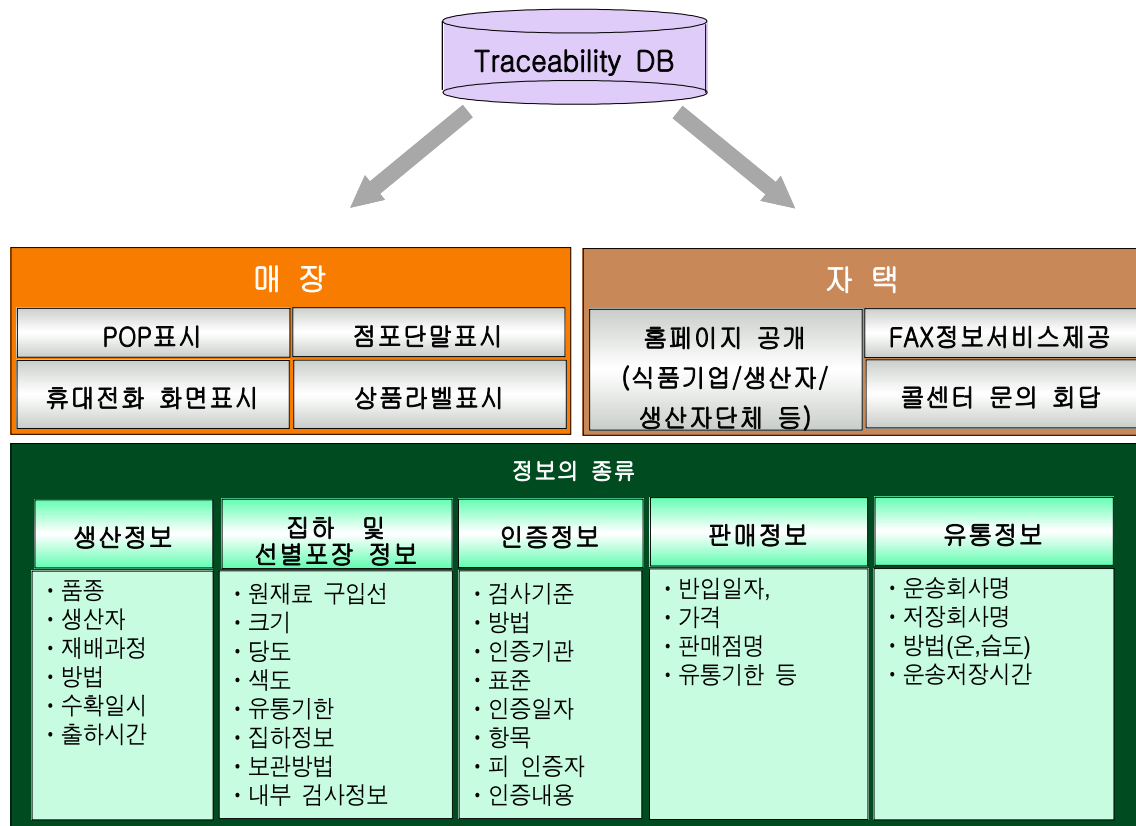 Traceability DB
매 장
POP표시
점포단말표시
휴대전화 화면표시
상품라벨표시
자 택
홈페이지 공개
(식품기업/생산자/
생산자단체 등)
FAX정보서비스제공
콜센터 문의 회답
정보의 종류
생산정보
· 품종
· 생산자
· 재배과정
· 방법
· 수확일시
· 출하시간
집하 및
선별포장 정보
· 원재료 구입선
· 크기
· 당도
· 색도
· 유통기한
· 집하정보
· 보관방법
· 내부 검사정보
인증정보
· 검사기준
· 방법
· 인증기관
· 표준
· 인증일자
· 항목
· 피 인증자
· 인증내용
판매정보
· 반입일자,
· 가격
· 판매점명
· 유통기한 등
유통정보
· 운송회사명
· 저장회사명
· 방법(온,습도)
· 운송저장시간